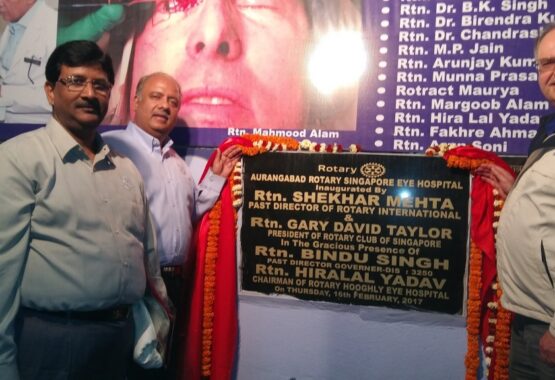 Rtn. Dr. B.K. Singh
Rtn. Dr. Birendra K
Rtn. Dr. Chandras
Rtn. M.P. Jain
Rtn. Arunjay Kum
Rtn. Munna Prasa
Rotract Maurya
Rtn. Margoob Alam
Rtn. Hira Lal Yada
Rtn. Fakhre Ahma
Soni
Rtn. Mahmood Alam
Rotary
AURANGABAD ROTARY SINGAPORE EYE HOSPITAL
Inaugurated By
Rtn. SHEKHAR MEHTA
PAST DIRECTOR OF ROTARY INTERNATIONAL
&
Rtn. GARY DAVID TAYLOR
PRESIDENT OF ROTARY CLUB OF SINGAPORE
In The Gracious Presence Of
Rtn. BINDU SINGH
PAST DIRECTOR GOVERNER-DIS : 3250
Rtn. HIRALAL YADAV
CHAIRMAN OF ROTARY HOOGHLY EYE HOSPITAL
On THURSDAY, 16th FEBRUARY, 2017